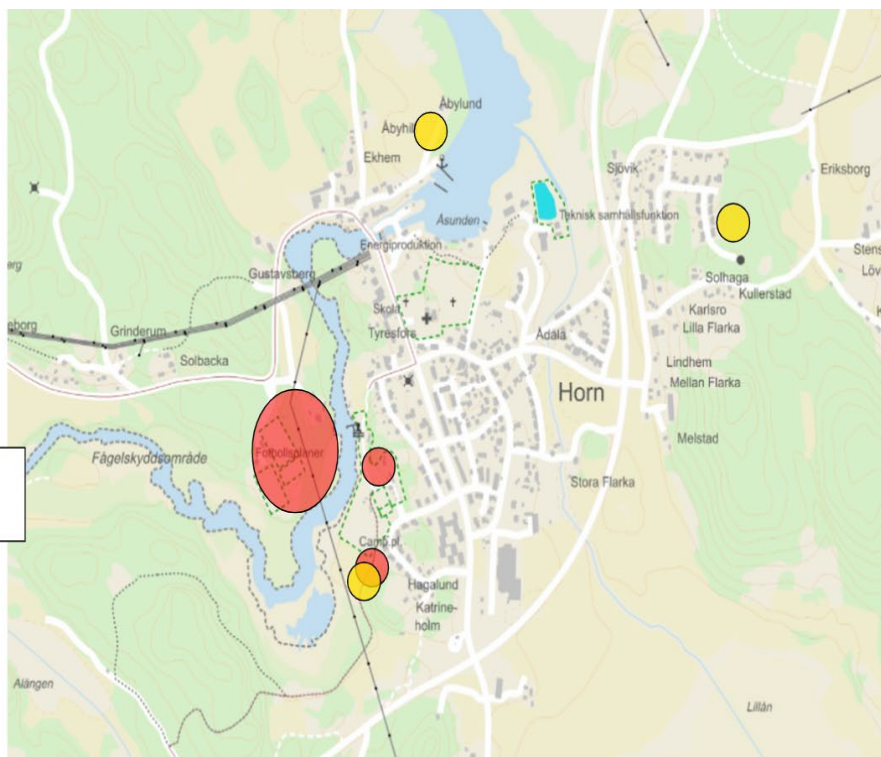 Åbylund
Åbyhil
Ekhem
Sjövik
Eriksborg
Teknisk samhällsfunktion
Åsunden
Energiproduktion
Stens
Löv
Gustavsberg
Solhaga
Kullerstad
erg
Skola
Tyresfors
Karlsro
Lilla Flarka
K
eborg
Grinderum
Solbacka
Ådala
Lindhem
Mellan Flarka
Horn
Melstad
Fågelskyddsområde
Fotbollsplaner
Stora Flarka
Camp.pl
Hagalund
Katrine-
holm
Alängen
Lillån